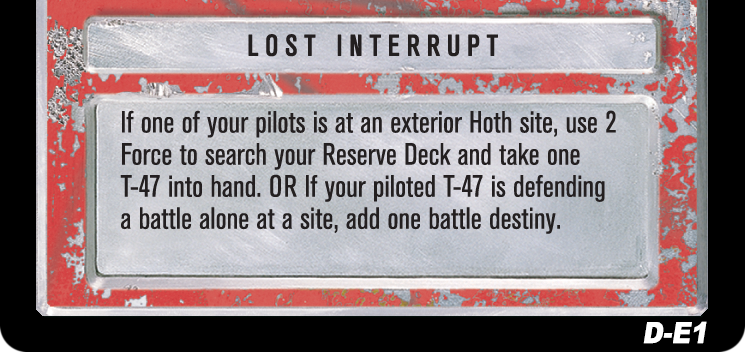 LOST INTERRUPT
If one of your pilots is at an exterior Hoth site, use 2
Force to search your Reserve Deck and take one
T-47 into hand. OR If your piloted T-47 is defending
a battle alone at a site, add one battle destiny.
D-E1